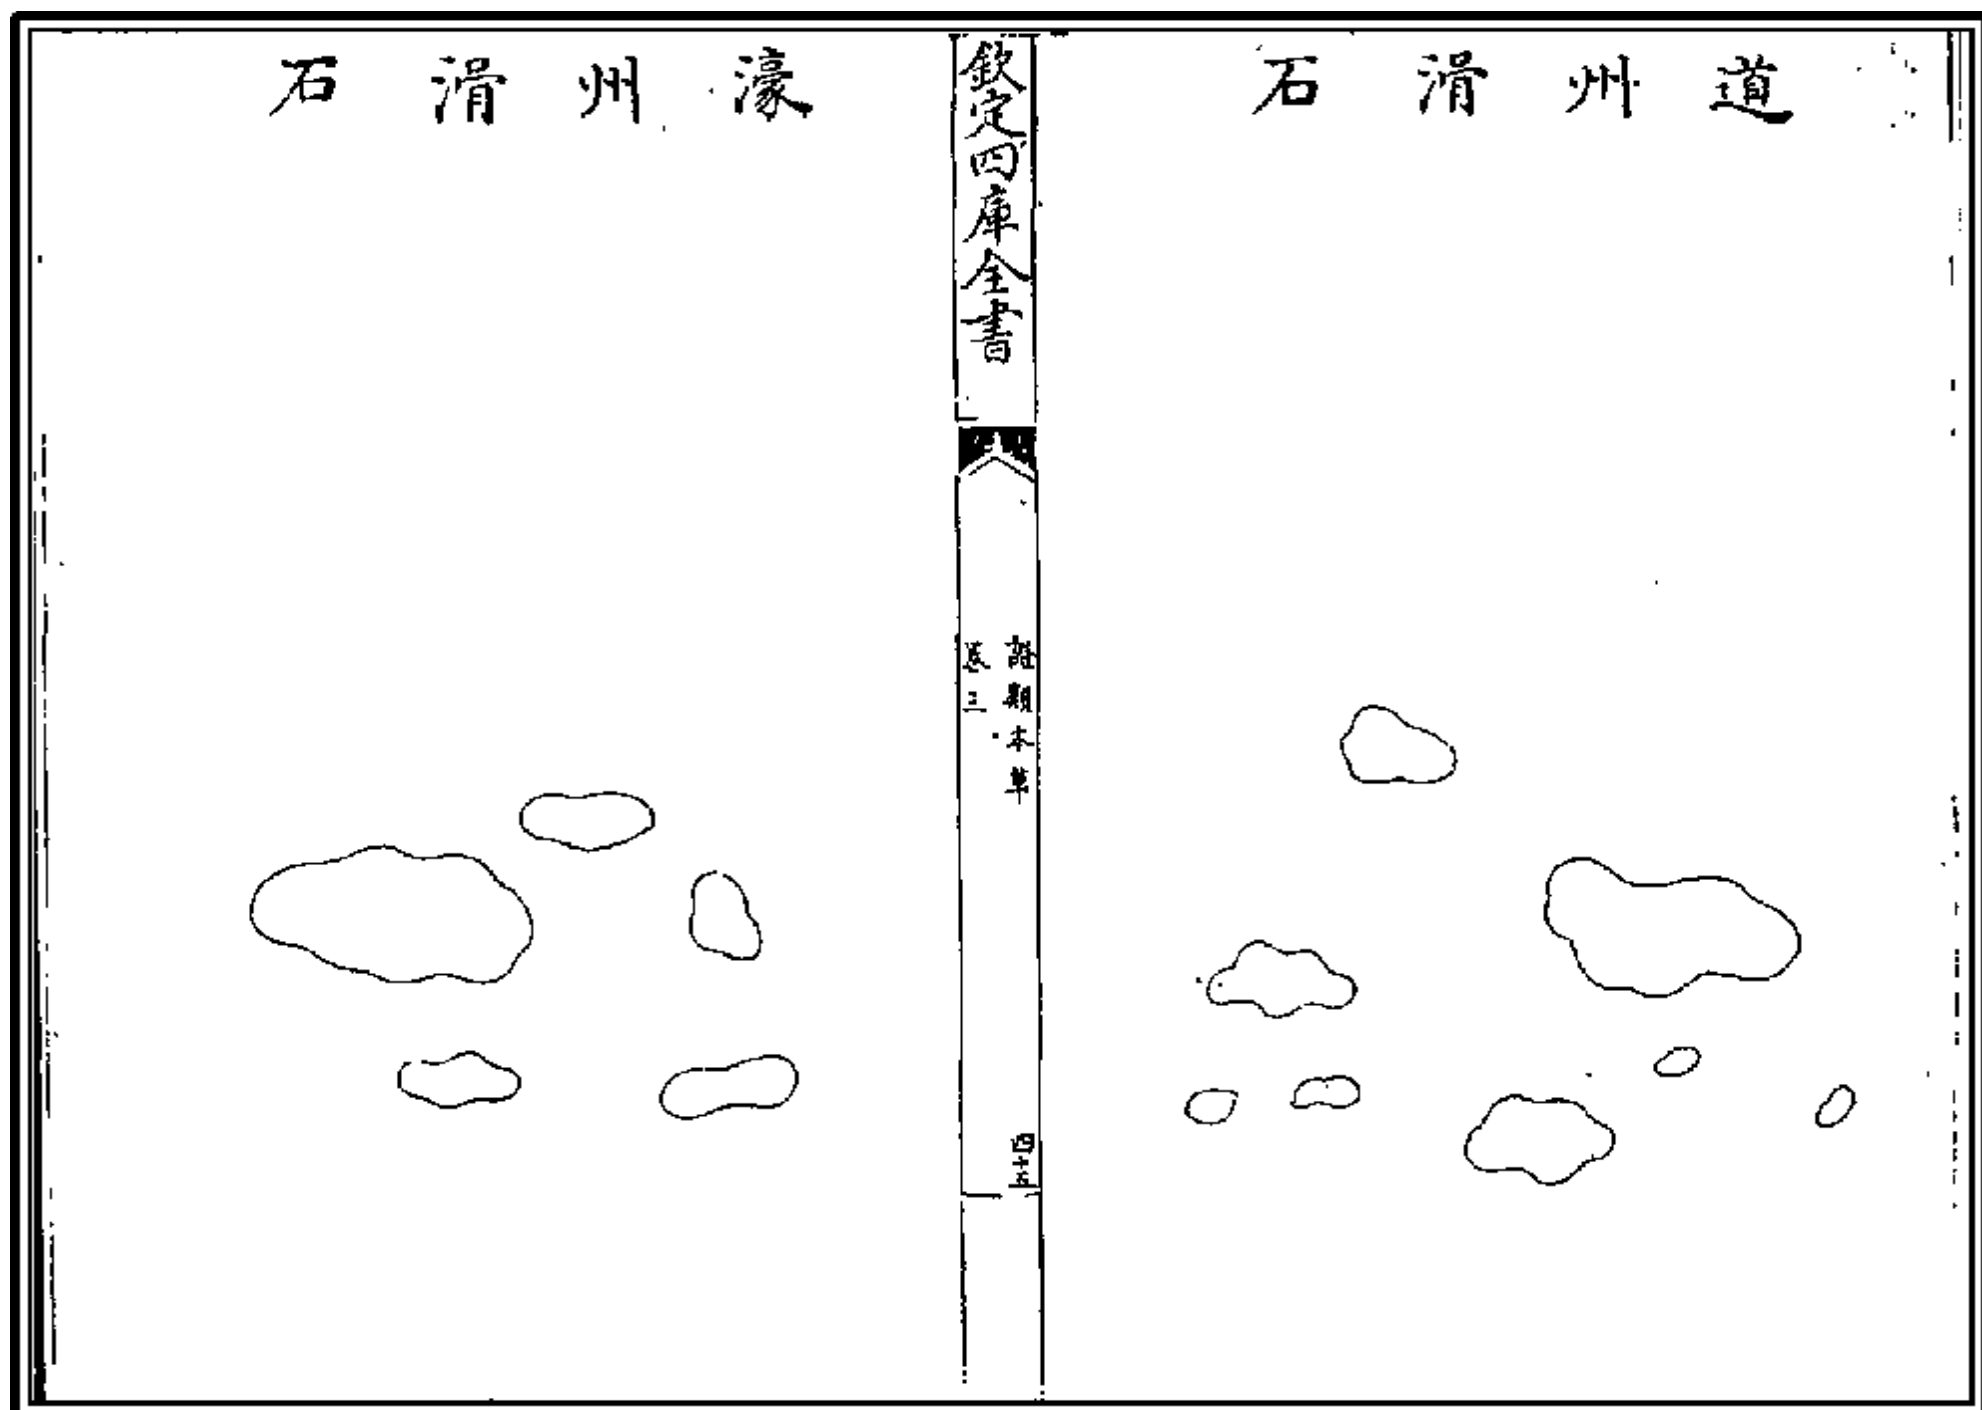 道州滑石
欽定四庫全書
證類本草
卷三
四十五
濠州滑石